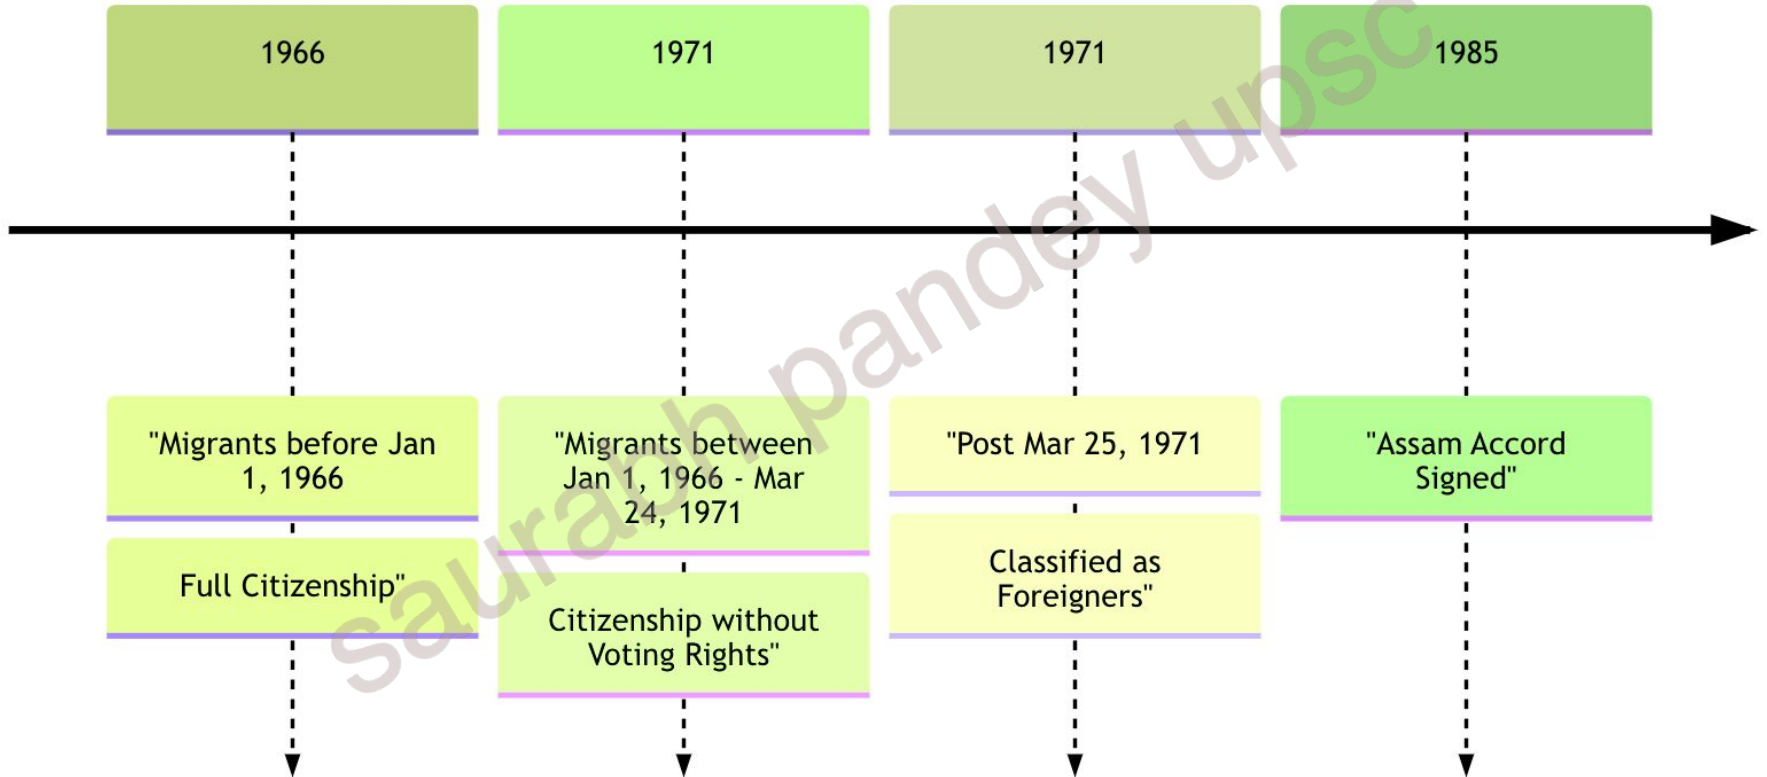 1966
1971
1971
1985
"Migrants before Jan
1, 1966
Full Citizenship"
"Migrants between
Jan 1, 1966 - Mar
24, 1971
Citizenship without
Voting Rights"
"Post Mar 25, 1971
Classified as
Foreigners"
"Assam Accord
Signed"
saurabh pandey upsc